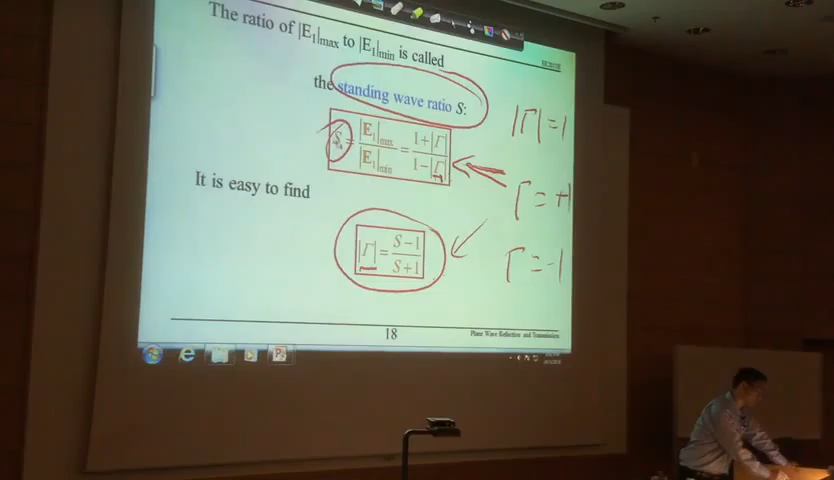 The ratio of |E₁|max to |E₁|min is called
the standing wave ratio S:
S = |E₁|max / |E₁|min = 1+|Γ| / 1−|Γ|
|Γ|=1
Γ = +1
It is easy to find
|Γ| = S−1 / S+1
Γ = -1
18
Plane Wave Reflection and Transmission